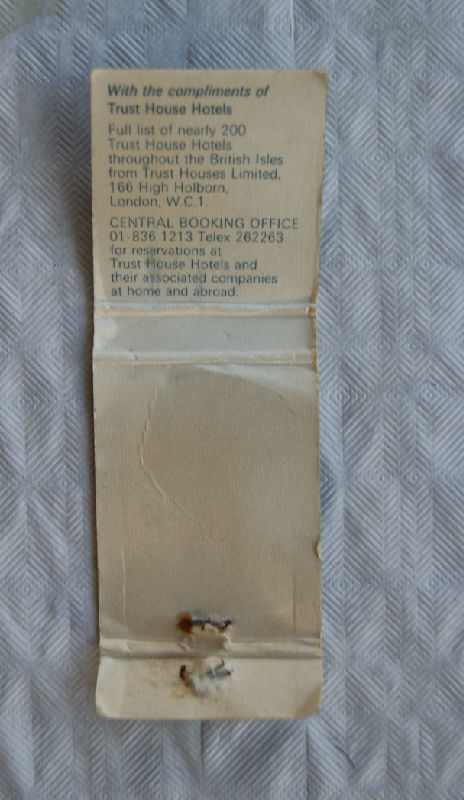 With the compliments of
Trust House Hotels
Full list of nearly 200
Trust House Hotels
throughout the British Isles
from Trust Houses Limited,
166 High Holborn,
London, W.C.1.
CENTRAL BOOKING OFFICE
01-836 1213 Telex 262263
for reservations at
Trust House Hotels and
their associated companies
at home and abroad.